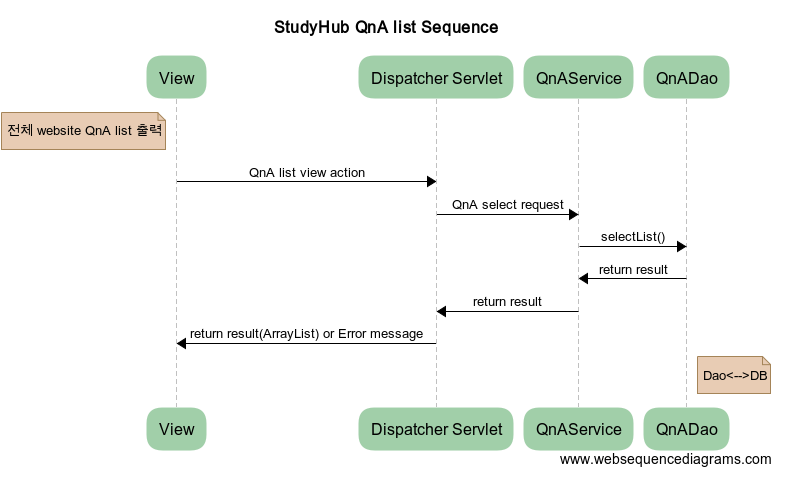 StudyHub QnA list Sequence
View
Dispatcher Servlet
QnAService
QnADao
전체 website QnA list 출력
QnA list view action
QnA select request
selectList()
return result
return result
return result(ArrayList) or Error message
Dao<-->DB
View
Dispatcher Servlet
QnAService
QnADao
www.websequencediagrams.com